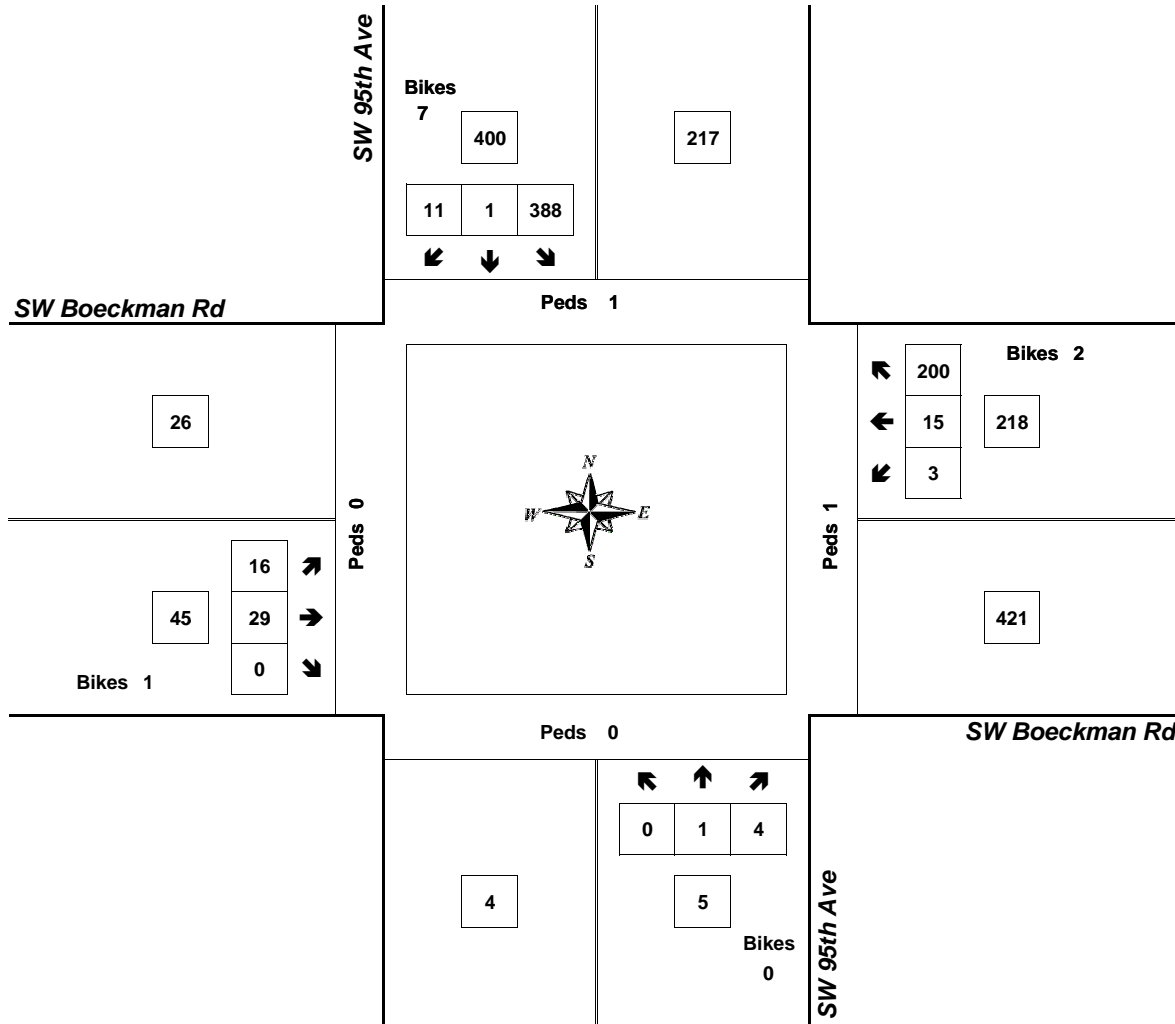 SW 95th Ave
Bikes
7
400
217
11 1 388
Peds 1
SW Boeckman Rd
Bikes 2
200
26
15 218
3
N
W E
S
Peds 0
Peds 1
16
45 29
421
0
Bikes 1
Peds 0
SW Boeckman Rd
0 1 4
4
5
Bikes
0
SW 95th Ave